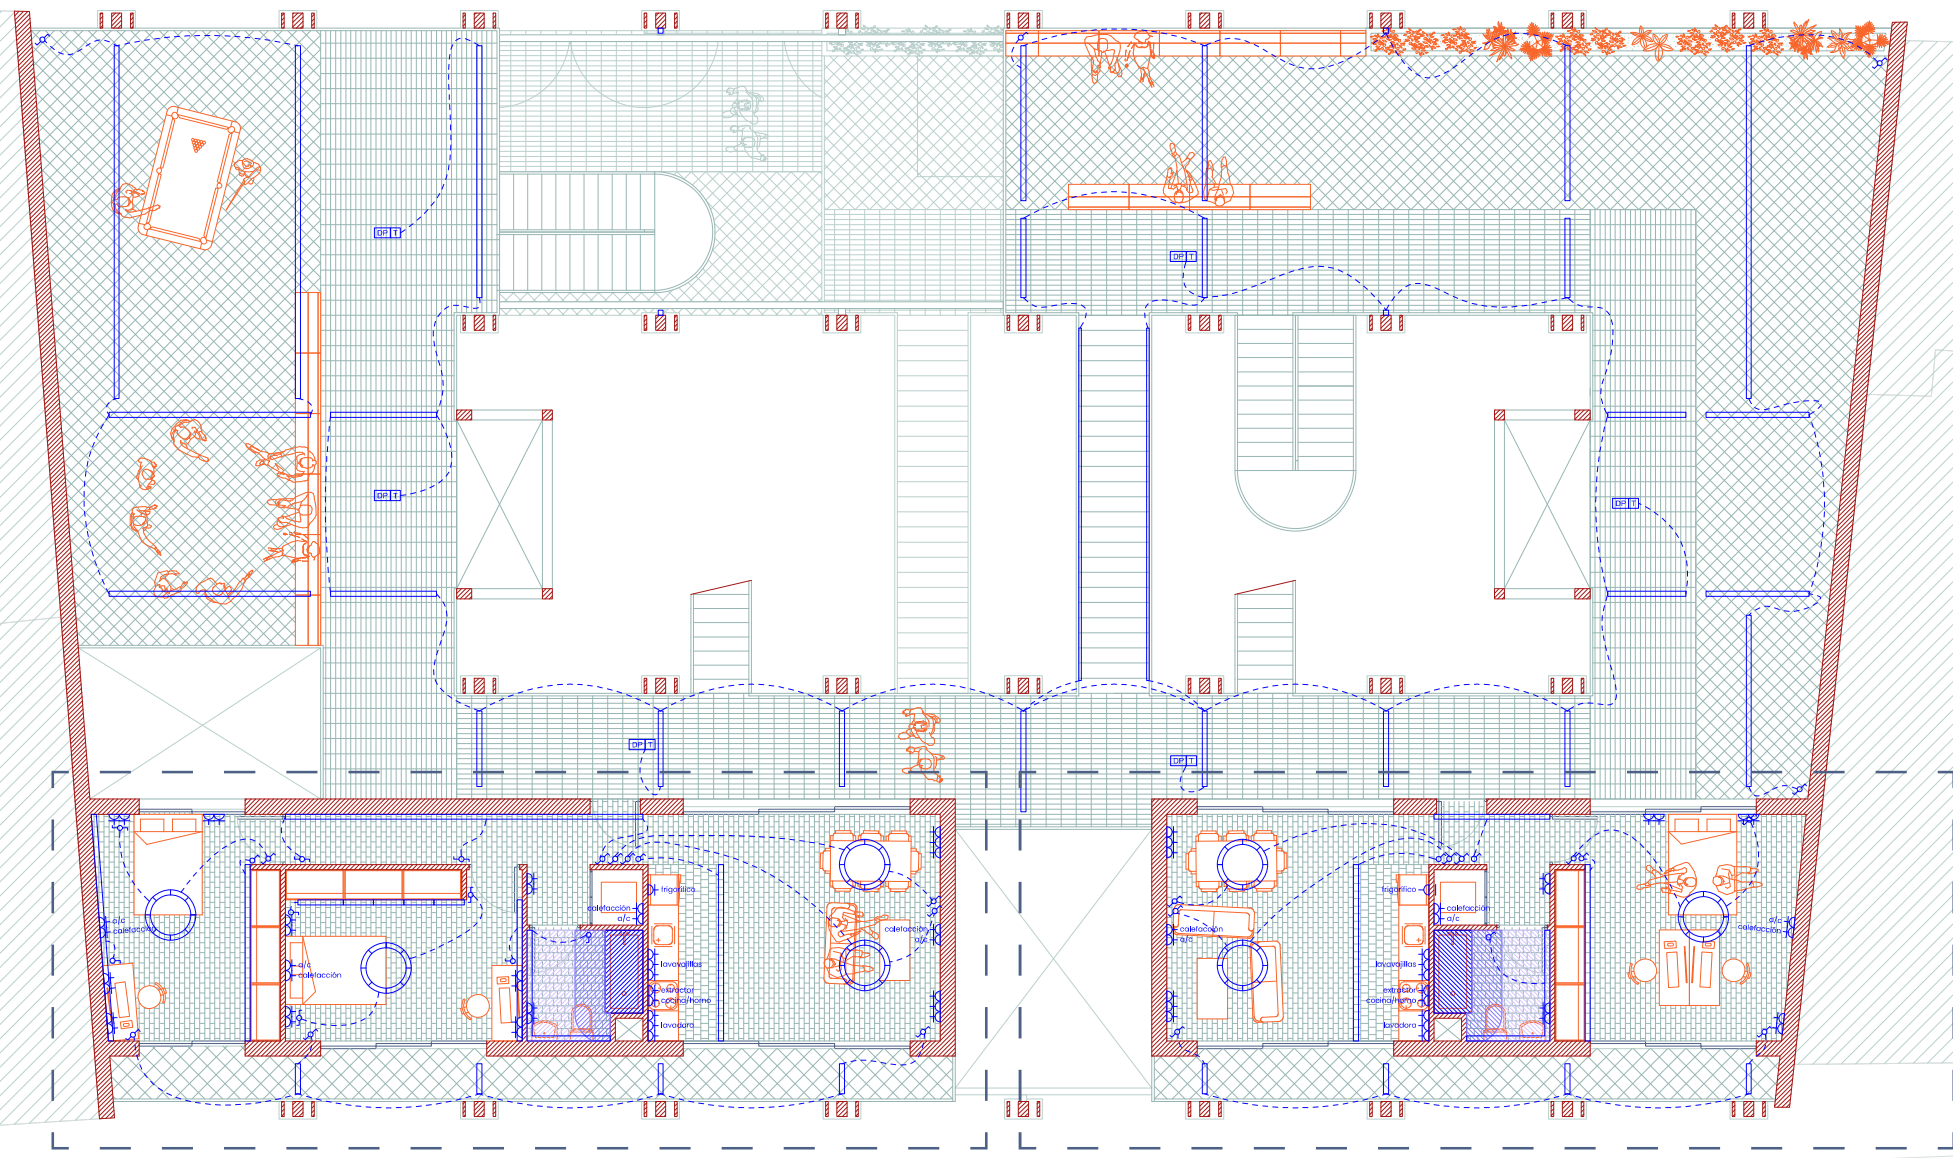 DP T
DP T
DP T
DP T
DP T
DP T
a/c
calefacción
a/c
calefacción
frigorífico
calefacción
a/c
lavavajillas
extractor
cocina/horno
lavadora
calefacción
a/c
calefacción
a/c
frigorífico
calefacción
a/c
lavavajillas
extractor
cocina/horno
lavadora
a/c
calefacción